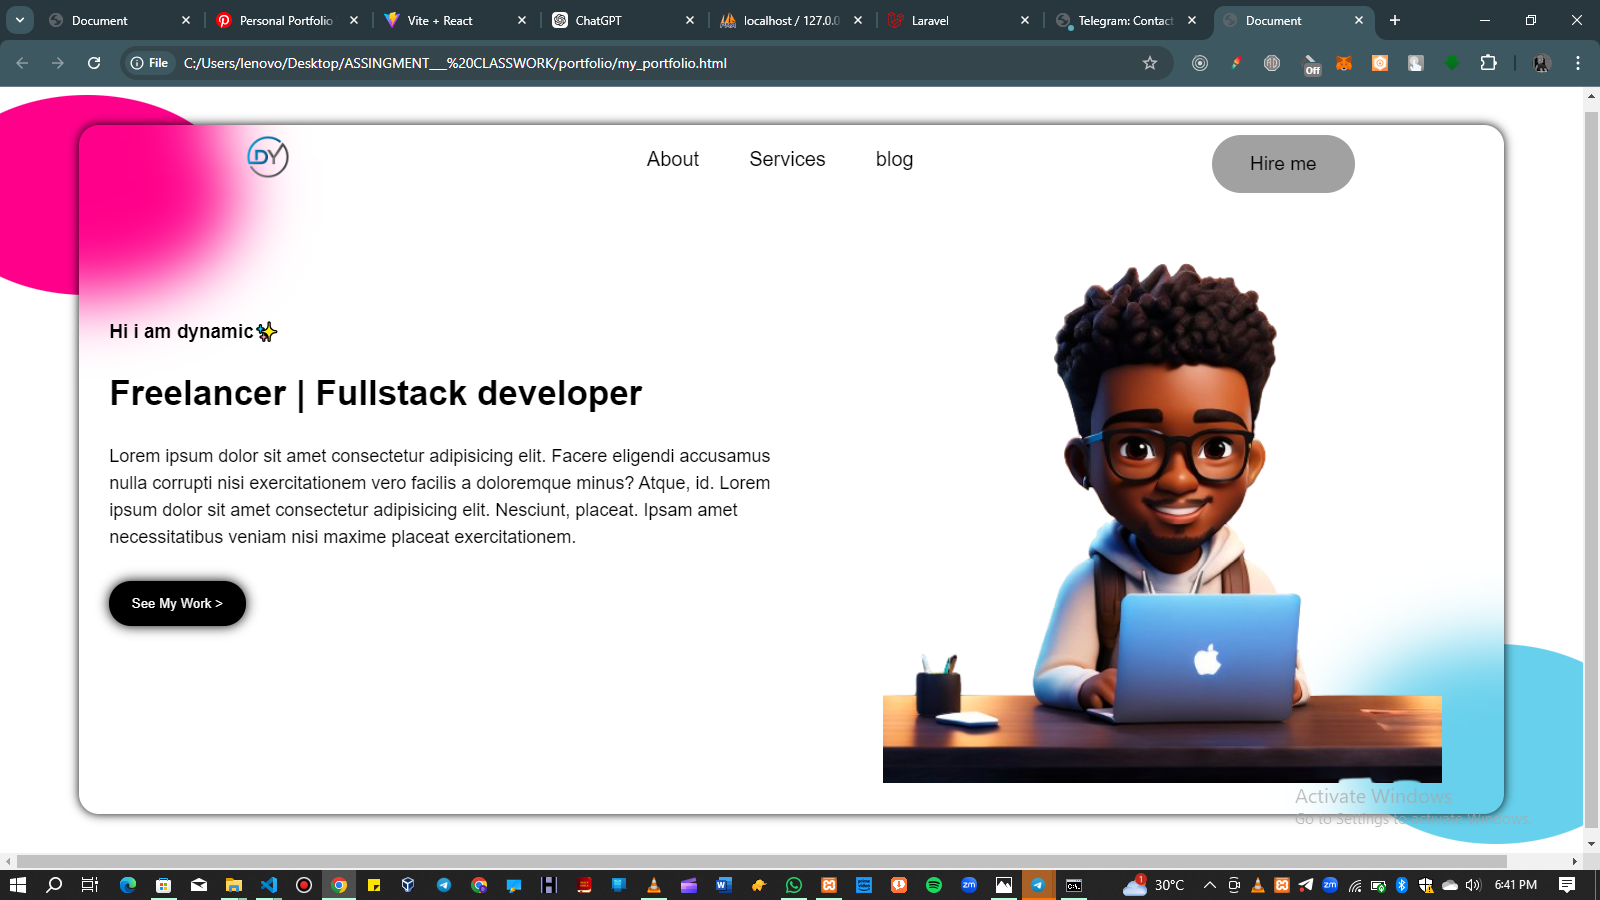 Document
Personal Portfolio
Vite + React
ChatGPT
localhost / 127.0.0
Laravel
Telegram: Contact
Document
File
C:/Users/lenovo/Desktop/ASSINGMENT___%20CLASSWORK/portfolio/my_portfolio.html
Off
1
DY
About
Services
blog
Hire me
Hi i am dynamic✨
Freelancer | Fullstack developer
Lorem ipsum dolor sit amet consectetur adipisicing elit. Facere eligendi accusamus
nulla corrupti nisi exercitationem vero facilis a doloremque minus? Atque, id. Lorem
ipsum dolor sit amet consectetur adipisicing elit. Nesciunt, placeat. Ipsam amet
necessitatibus veniam nisi maxime placeat exercitationem.
See My Work >
Activate Windows
Go to Settings to activate Windows.
30°C
6:41 PM